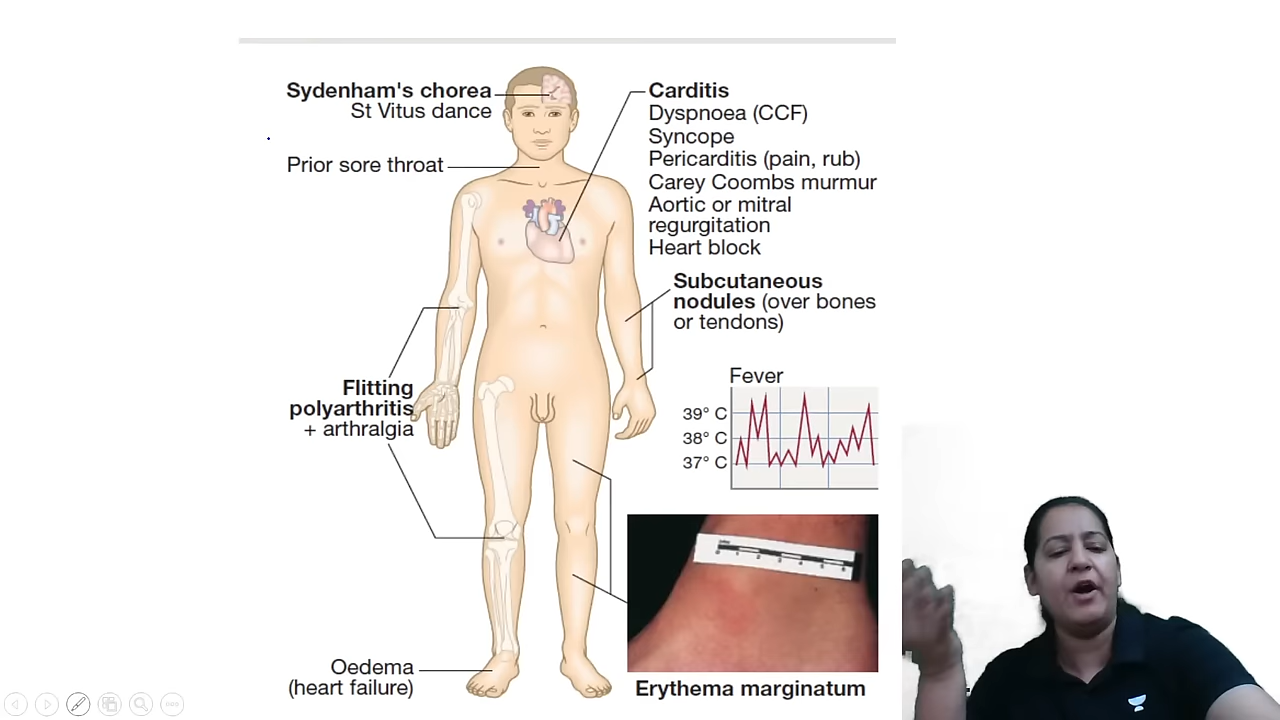 Sydenham's chorea
St Vitus dance
Prior sore throat
Carditis
Dyspnoea (CCF)
Syncope
Pericarditis (pain, rub)
Carey Coombs murmur
Aortic or mitral
regurgitation
Heart block
Subcutaneous
nodules (over bones
or tendons)
Flitting
polyarthritis
+ arthralgia
Fever
39° C
38° C
37° C
Oedema
(heart failure)
Erythema marginatum